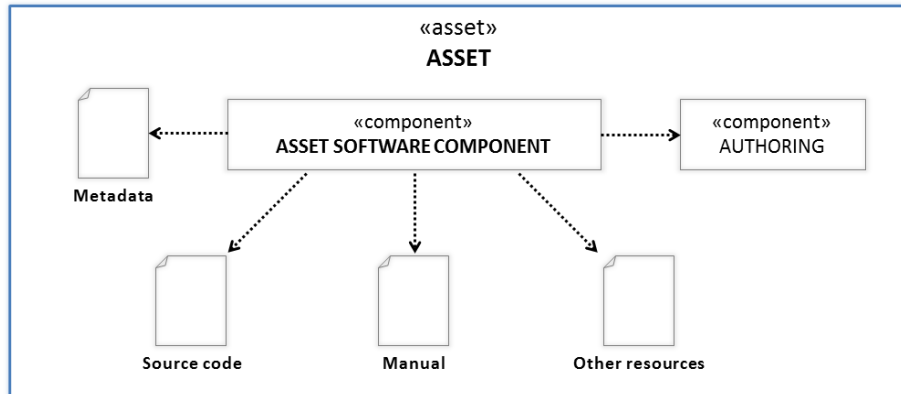 «asset»
ASSET
«component»
ASSET SOFTWARE COMPONENT
«component»
AUTHORING
Metadata
Source code
Manual
Other resources